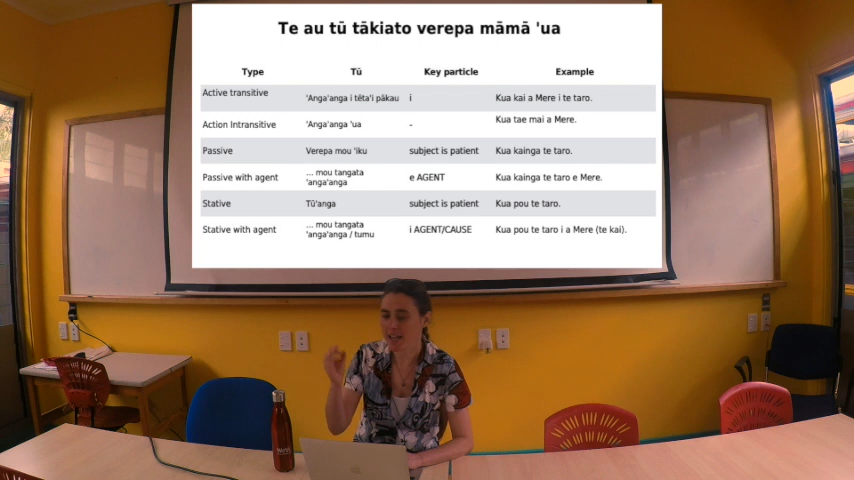 Te au tū tākiato verepa māmā 'ua
Type Tū Key particle Example
Active transitive 'Anga'anga i tēta'i pākau i Kua kai a Mere i te taro.
Action Intransitive 'Anga'anga 'ua - Kua tae mai a Mere.
Passive Verepa mou 'iku subject is patient Kua kainga te taro.
Passive with agent ... mou tangata 'anga'anga e AGENT Kua kainga te taro e Mere.
Stative Tū'anga subject is patient Kua pou te taro.
Stative with agent ... mou tangata 'anga'anga / tumu i AGENT/CAUSE Kua pou te taro i a Mere (te kai).